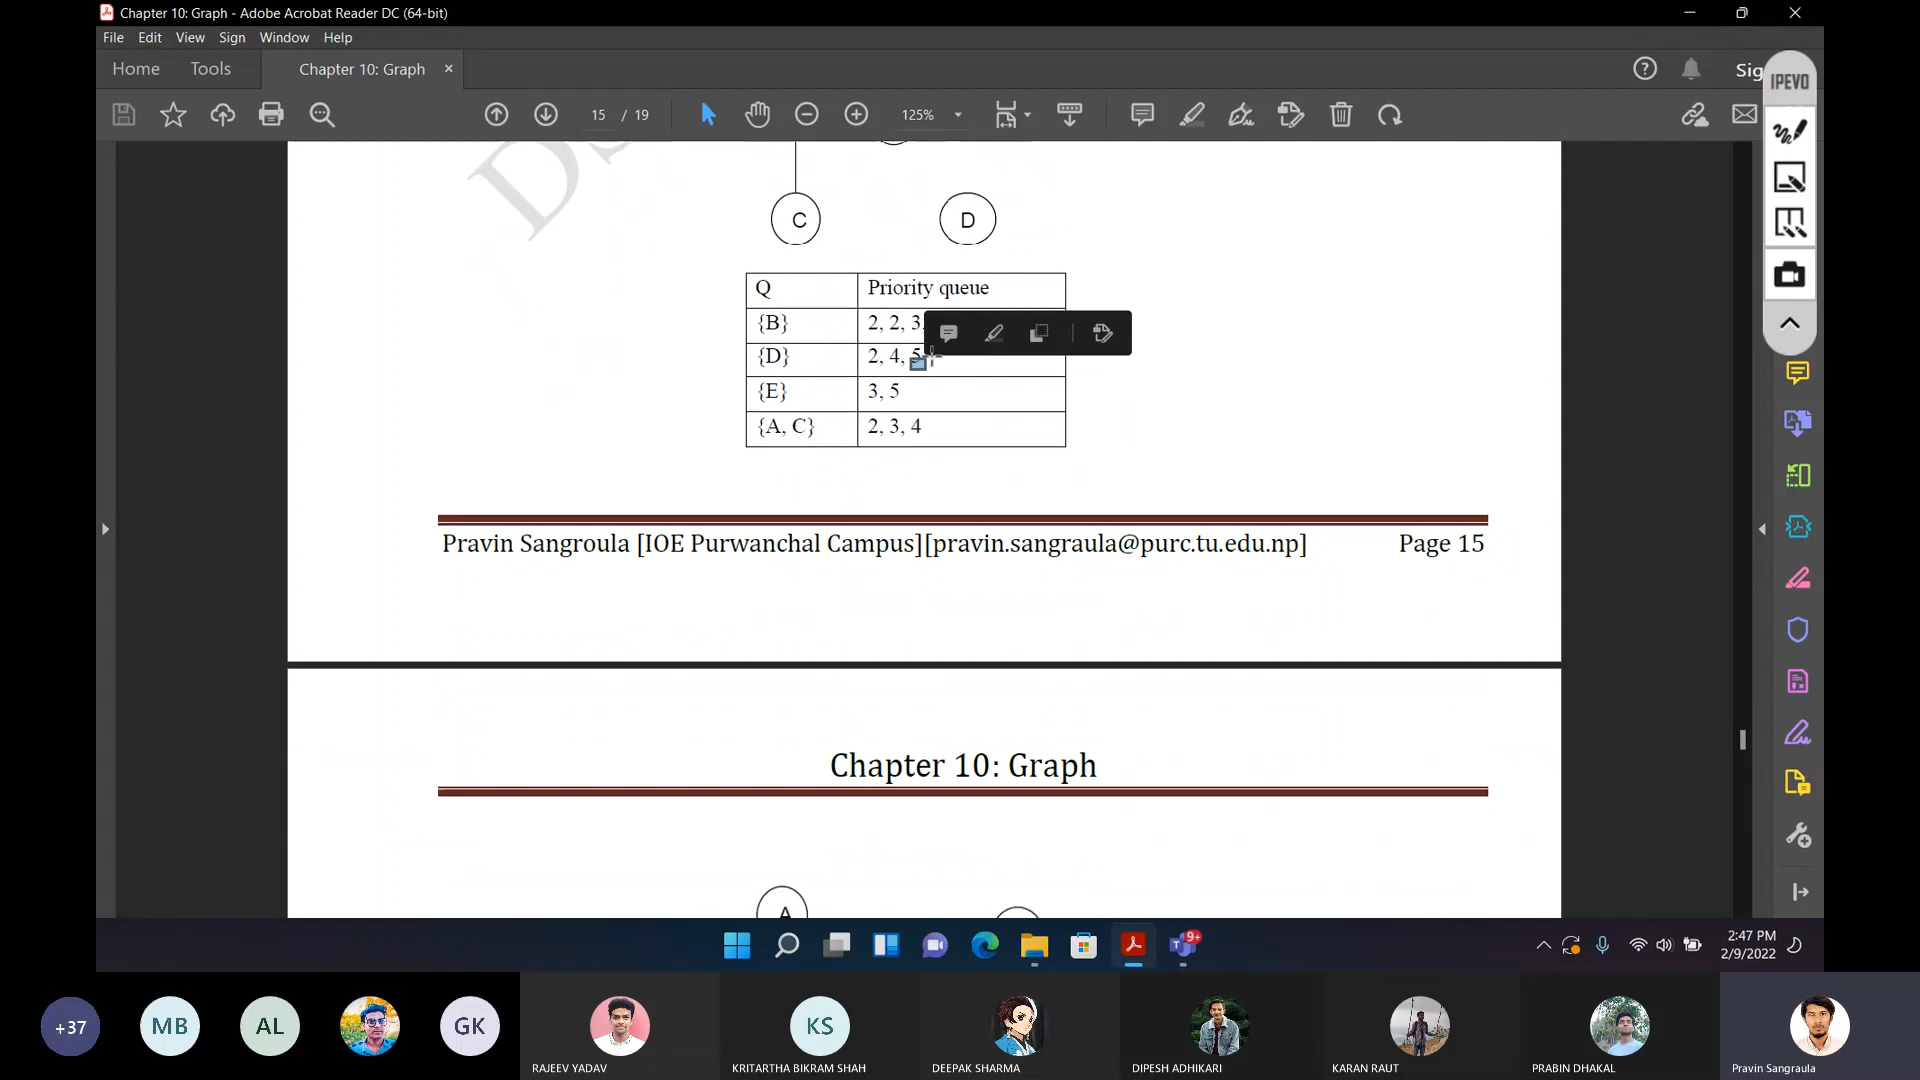 Chapter 10: Graph - Adobe Acrobat Reader DC (64-bit)
File Edit View Sign Window Help
Home Tools Chapter 10: Graph × Sig
IPEVO
15 / 19 125%
DS
C D
Q Priority queue
{B} 2, 2, 3,
{D} 2, 4, 5
{E} 3, 5
{A, C} 2, 3, 4
Pravin Sangroula [IOE Purwanchal Campus][pravin.sangraula@purc.tu.edu.np] Page 15
Chapter 10: Graph
A
9+
2:47 PM
2/9/2022
+37 MB AL GK KS
RAJEEV YADAV KRITARTHA BIKRAM SHAH DEEPAK SHARMA DIPESH ADHIKARI KARAN RAUT PRABIN DHAKAL Pravin Sangraula